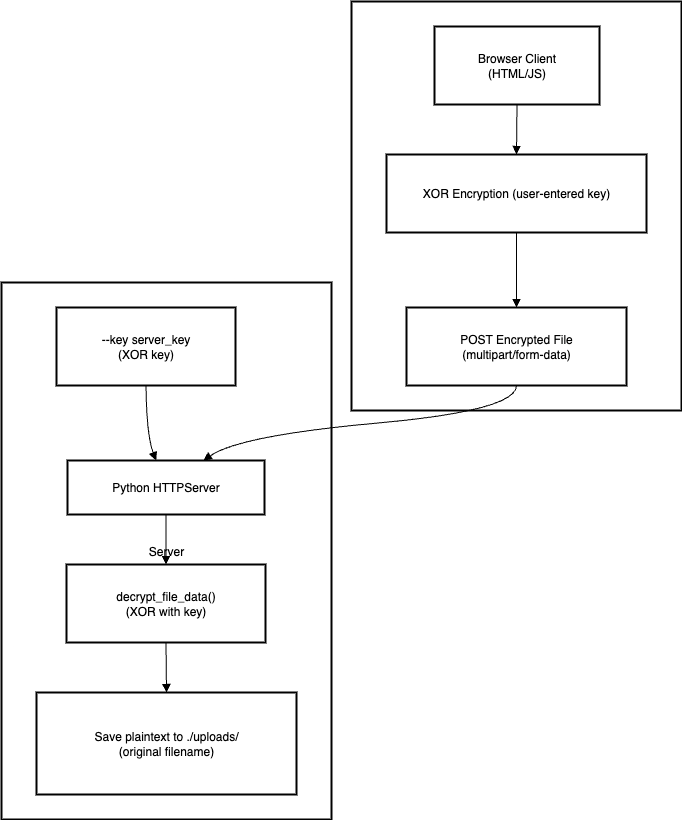 Browser Client
(HTML/JS)
XOR Encryption (user-entered key)
POST Encrypted File
(multipart/form-data)
--key server_key
(XOR key)
Python HTTPServer
Server
decrypt_file_data()
(XOR with key)
Save plaintext to ./uploads/
(original filename)